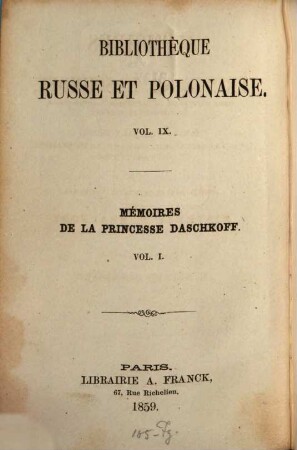 BIBLIOTHÈQUE
RUSSE ET POLONAISE.
VOL. IX.
MÉMOIRES
DE LA PRINCESSE DASCHKOFF.
VOL. I.
PARIS.
LIBRAIRIE A. FRANCK,
67, Rue Richelieu.
1859.